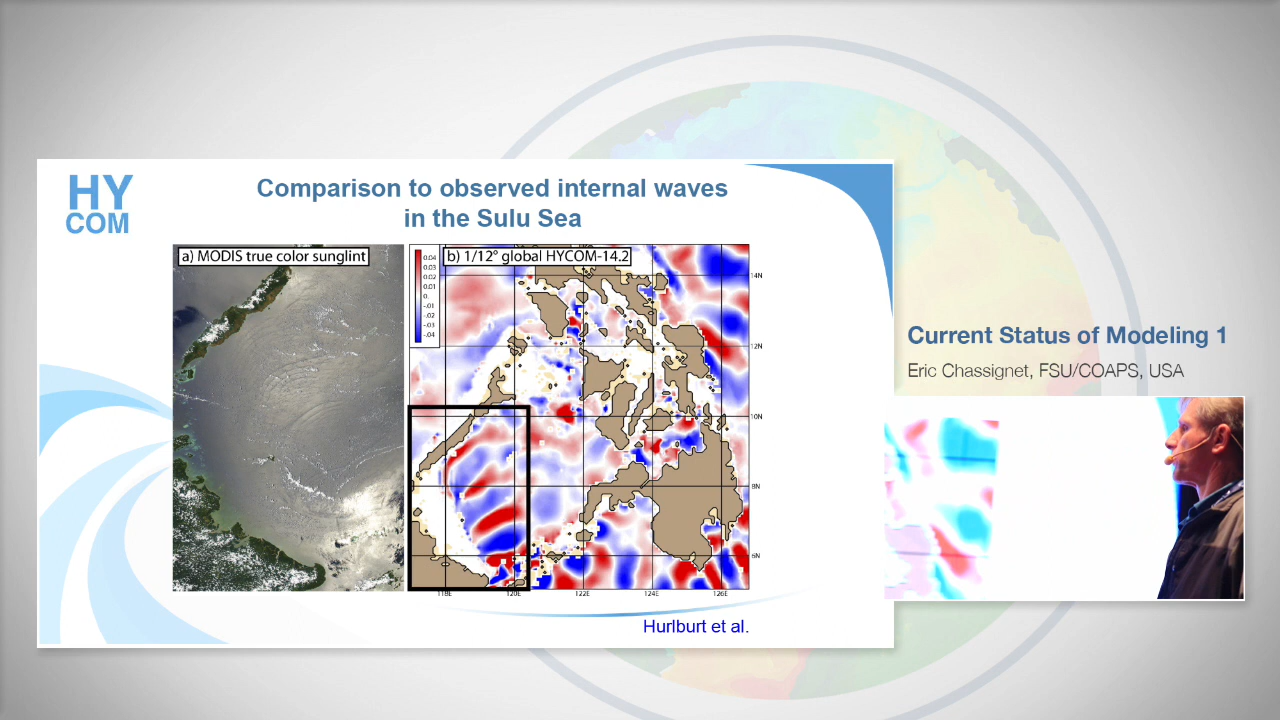 HY
COM
Comparison to observed internal waves
in the Sulu Sea
a) MODIS true color sunglint
b) 1/12° global HYCOM-14.2
0.04
0.03
0.02
0.01
0.
-.01
-.02
-.03
-.04
14N
12N
10N
8N
6N
118E
120E
122E
124E
126E
Hurlburt et al.
Current Status of Modeling 1
Eric Chassignet, FSU/COAPS, USA